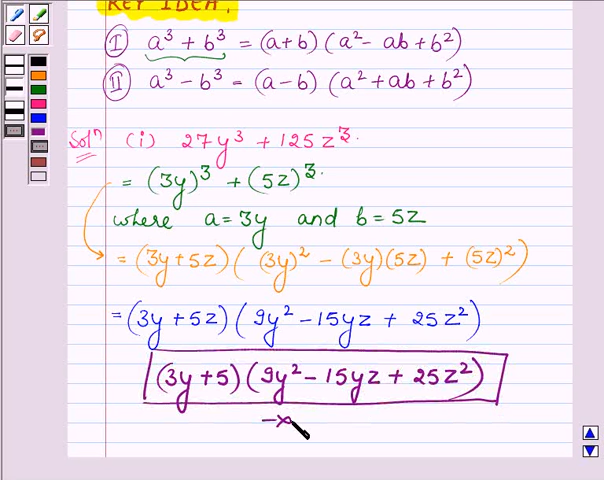 KEY IDEA.
I a³ + b³ = (a+b) (a² - ab + b²)
II a³ - b³ = (a-b) (a² + ab + b²)
Solⁿ (i) 27y³ + 125z³.
= (3y)³ + (5z)³.
where a=3y and b=5z
= (3y+5z) ( (3y)² - (3y)(5z) + (5z)² )
= (3y+5z) (9y² - 15yz + 25z²)
(3y+5) (9y² - 15yz + 25z²)
-x